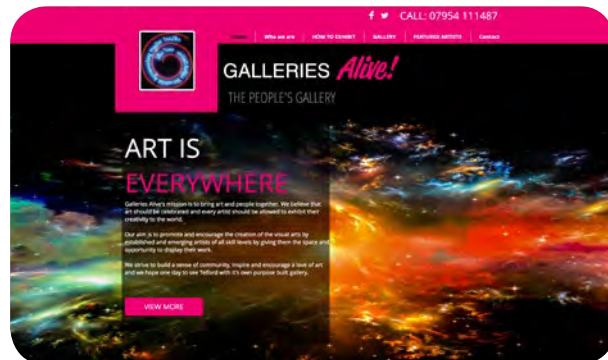 CALL: 07954 111487
Home Who we are HOW TO EXHIBIT GALLERY FEATURED ARTISTS Contact
GALLERIES Alive!
THE PEOPLE'S GALLERY
ART IS
EVERYWHERE
Galleries Alive's mission is to bring art and people together. We believe that
art should be celebrated and every artist should be allowed to exhibit their
creativity to the world.
Our aim is to promote and encourage the creation of the visual arts by
established and emerging artists of all skill levels by giving them the space and
opportunity to display their work.
We strive to build a sense of community, inspire and encourage a love of art
and we hope one day to see Telford with it's own purpose built gallery.
VIEW MORE